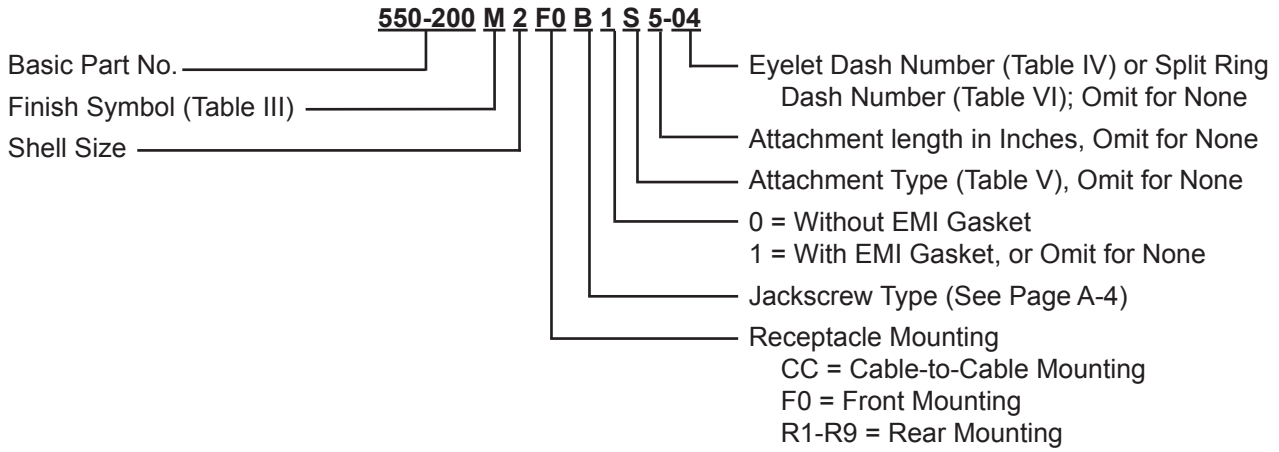 550-200 M 2 F0 B 1 S 5-04
Basic Part No.
Finish Symbol (Table III)
Shell Size
Eyelet Dash Number (Table IV) or Split Ring
Dash Number (Table VI); Omit for None
Attachment length in Inches, Omit for None
Attachment Type (Table V), Omit for None
0 = Without EMI Gasket
1 = With EMI Gasket, or Omit for None
Jackscrew Type (See Page A-4)
Receptacle Mounting
CC = Cable-to-Cable Mounting
F0 = Front Mounting
R1-R9 = Rear Mounting